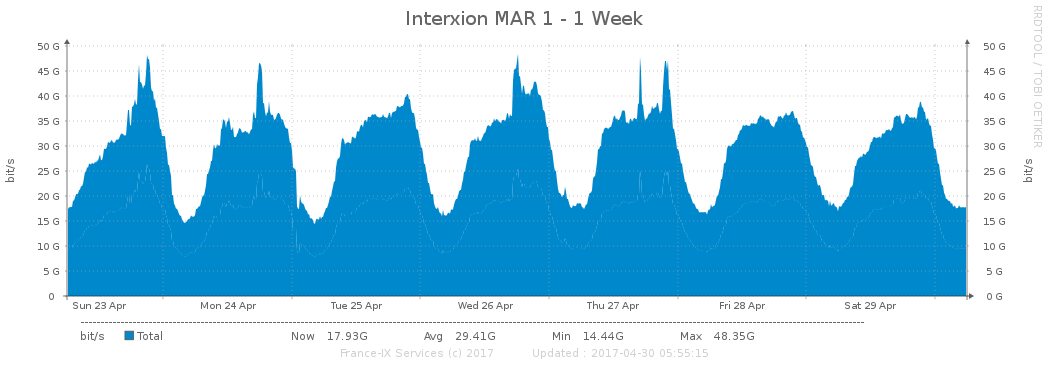 Interxion MAR 1 - 1 Week
RRDTOOL / TOBI OETIKER
bit/s
50 G 50 G
45 G 45 G
40 G 40 G
35 G 35 G
30 G 30 G
25 G 25 G
20 G 20 G
15 G 15 G
10 G 10 G
5 G 5 G
0 0 G
bit/s
Sun 23 Apr Mon 24 Apr Tue 25 Apr Wed 26 Apr Thu 27 Apr Fri 28 Apr Sat 29 Apr
bit/s Total Now 17.93G Avg 29.41G Min 14.44G Max 48.35G
France-IX Services (c) 2017 Updated : 2017-04-30 05:55:15